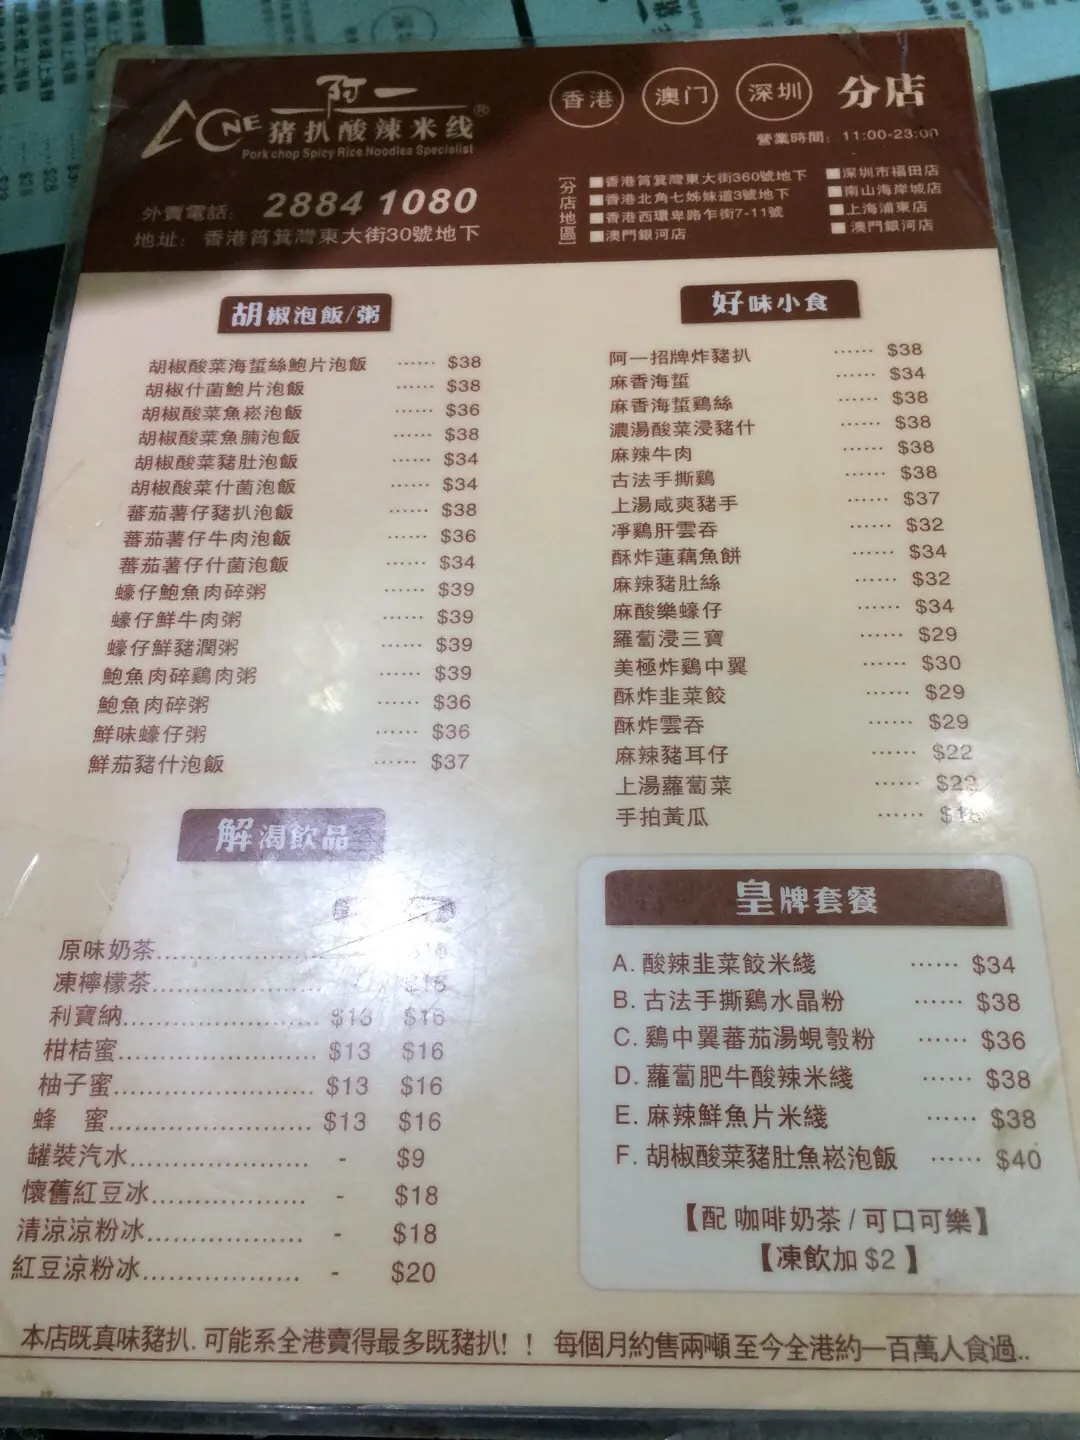 阿一
ACNE 猪扒酸辣米线®
Pork chop Spicy Rice Noodles Specialist
外賣電話: 2884 1080
地址: 香港筲箕灣東大街30號地下
香港 澳门 深圳 分店
營業時間: 11:00-23:00
【分店地區】
■香港筲箕灣東大街360號地下
■香港北角七姊妹道3號地下
■香港西環卑路乍街7-11號
■澳門銀河店
■深圳市福田店
■南山海岸城店
■上海浦東店
■澳門銀河店
胡椒泡飯/粥
胡椒酸菜海蜇絲鮑片泡飯 …… $38
胡椒什菌鮑片泡飯 …… $38
胡椒酸菜魚崧泡飯 …… $36
胡椒酸菜魚腩泡飯 …… $38
胡椒酸菜豬肚泡飯 …… $34
胡椒酸菜什菌泡飯 …… $34
蕃茄薯仔豬扒泡飯 …… $38
蕃茄薯仔牛肉泡飯 …… $36
蕃茄薯仔什菌泡飯 …… $34
蠔仔鮑魚肉碎粥 …… $39
蠔仔鮮牛肉粥 …… $39
蠔仔鮮豬潤粥 …… $39
鮑魚肉碎鷄肉粥 …… $39
鮑魚肉碎粥 …… $36
鮮味蠔仔粥 …… $36
鮮茄豬什泡飯 …… $37
好味小食
阿一招牌炸豬扒 …… $38
麻香海蜇 …… $34
麻香海蜇鷄絲 …… $38
濃湯酸菜浸豬什 …… $38
麻辣牛肉 …… $38
古法手撕鷄 …… $38
上湯咸爽豬手 …… $37
淨鷄肝雲吞 …… $32
酥炸蓮藕魚餅 …… $34
麻辣豬肚絲 …… $32
麻酸樂蠔仔 …… $34
羅蔔浸三寶 …… $29
美極炸鷄中翼 …… $30
酥炸韭菜餃 …… $29
酥炸雲吞 …… $29
麻辣豬耳仔 …… $22
上湯蘿蔔菜 ……
手拍黃瓜 ……
解渴飲品
原味奶茶
凍檸檬茶 $16
利寶納 $13 $16
柑桔蜜 $13 $16
柚子蜜 $13 $16
蜂 蜜 $13 $16
罐裝汽水 - $9
懷舊紅豆冰 - $18
清涼涼粉冰 - $18
紅豆涼粉冰 - $20
皇牌套餐
A. 酸辣韭菜餃米綫 …… $34
B. 古法手撕鷄水晶粉 …… $38
C. 鷄中翼蕃茄湯蜆殼粉 …… $36
D. 蘿蔔肥牛酸辣米綫 …… $38
E. 麻辣鮮魚片米綫 …… $38
F. 胡椒酸菜豬肚魚崧泡飯 …… $40
【配 咖啡奶茶 / 可口可樂】
【凍飲加 $2 】
本店既真味豬扒. 可能系全港賣得最多既豬扒! ! 每個月約售兩噸至今全港約一百萬人食過..